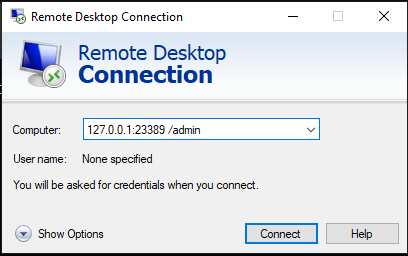 Remote Desktop Connection
Remote Desktop
Connection
Computer: 127.0.0.1:23389 /admin
User name: None specified
You will be asked for credentials when you connect.
Show Options Connect Help